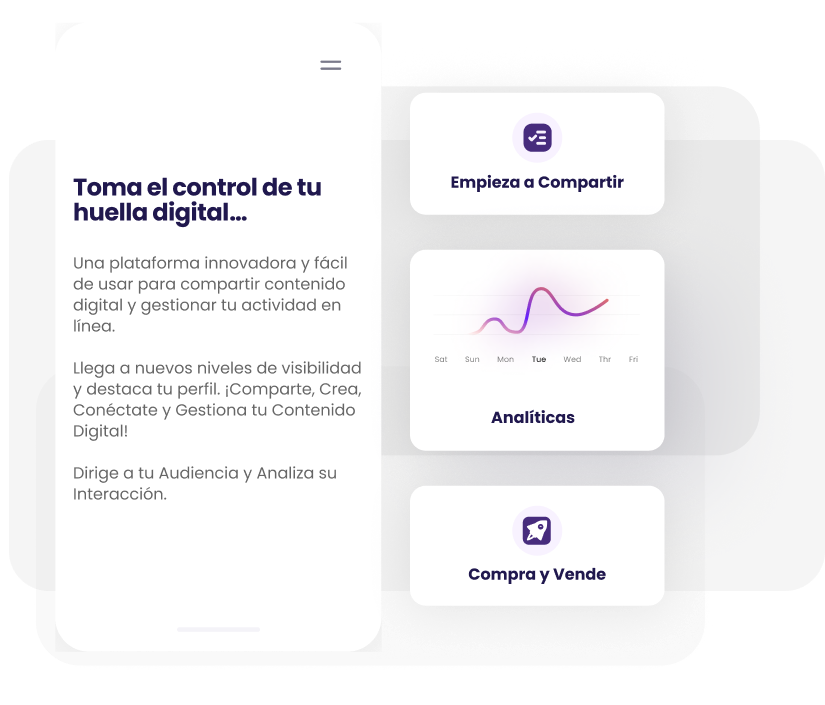 Toma el control de tu
huella digital...
Una plataforma innovadora y fácil
de usar para compartir contenido
digital y gestionar tu actividad en
línea.
Llega a nuevos niveles de visibilidad
y destaca tu perfil. ¡Comparte, Crea,
Conéctate y Gestiona tu Contenido
Digital!
Dirige a tu Audiencia y Analiza su
Interacción.
Empieza a Compartir
Sat Sun Mon Tue Wed Thr Fri
Analíticas
Compra y Vende